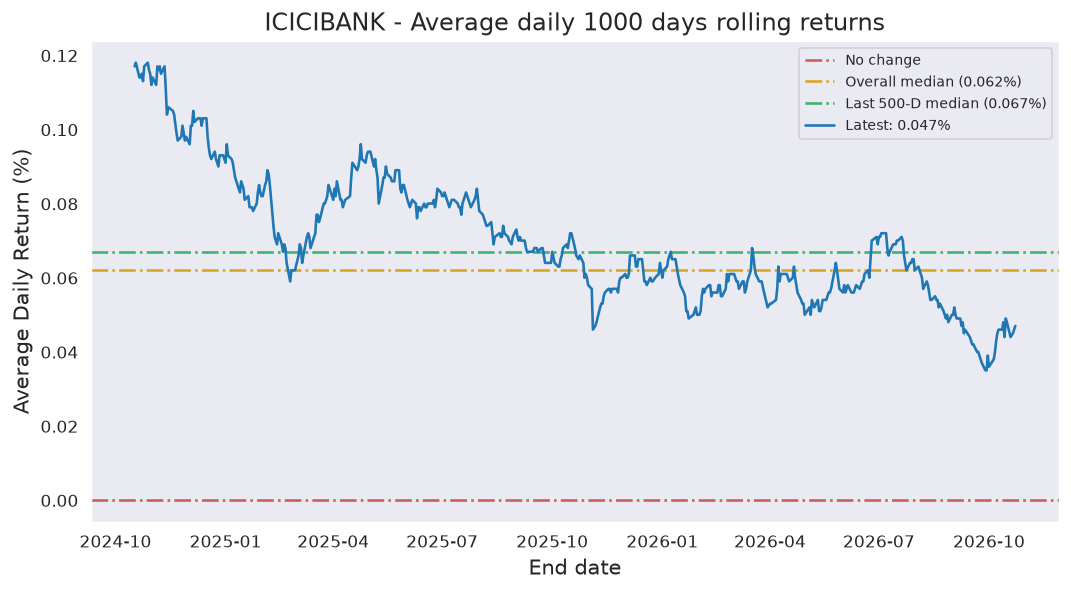 ICICIBANK - Average daily 1000 days rolling returns
No change
Overall median (0.062%)
Last 500-D median (0.067%)
Latest: 0.047%
Average Daily Return (%)
0.12
0.10
0.08
0.06
0.04
0.02
0.00
2024-10 2025-01 2025-04 2025-07 2025-10 2026-01 2026-04 2026-07 2026-10
End date